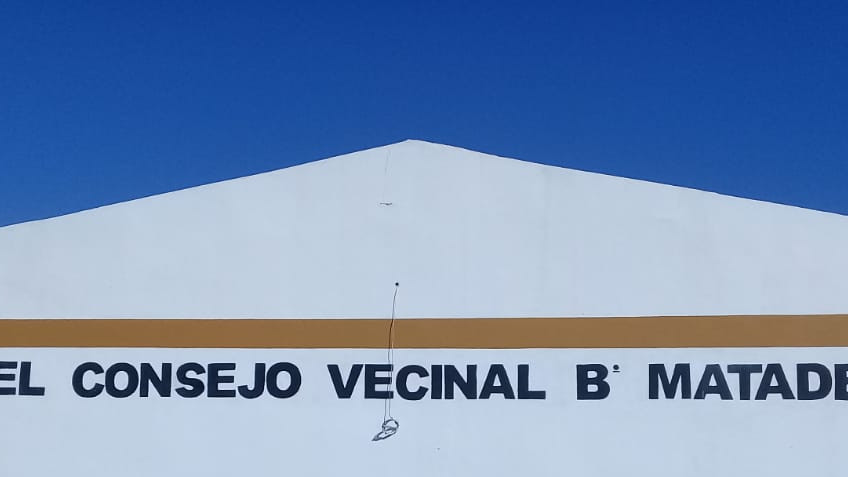 EL CONSEJO VECINAL Bº MATADE